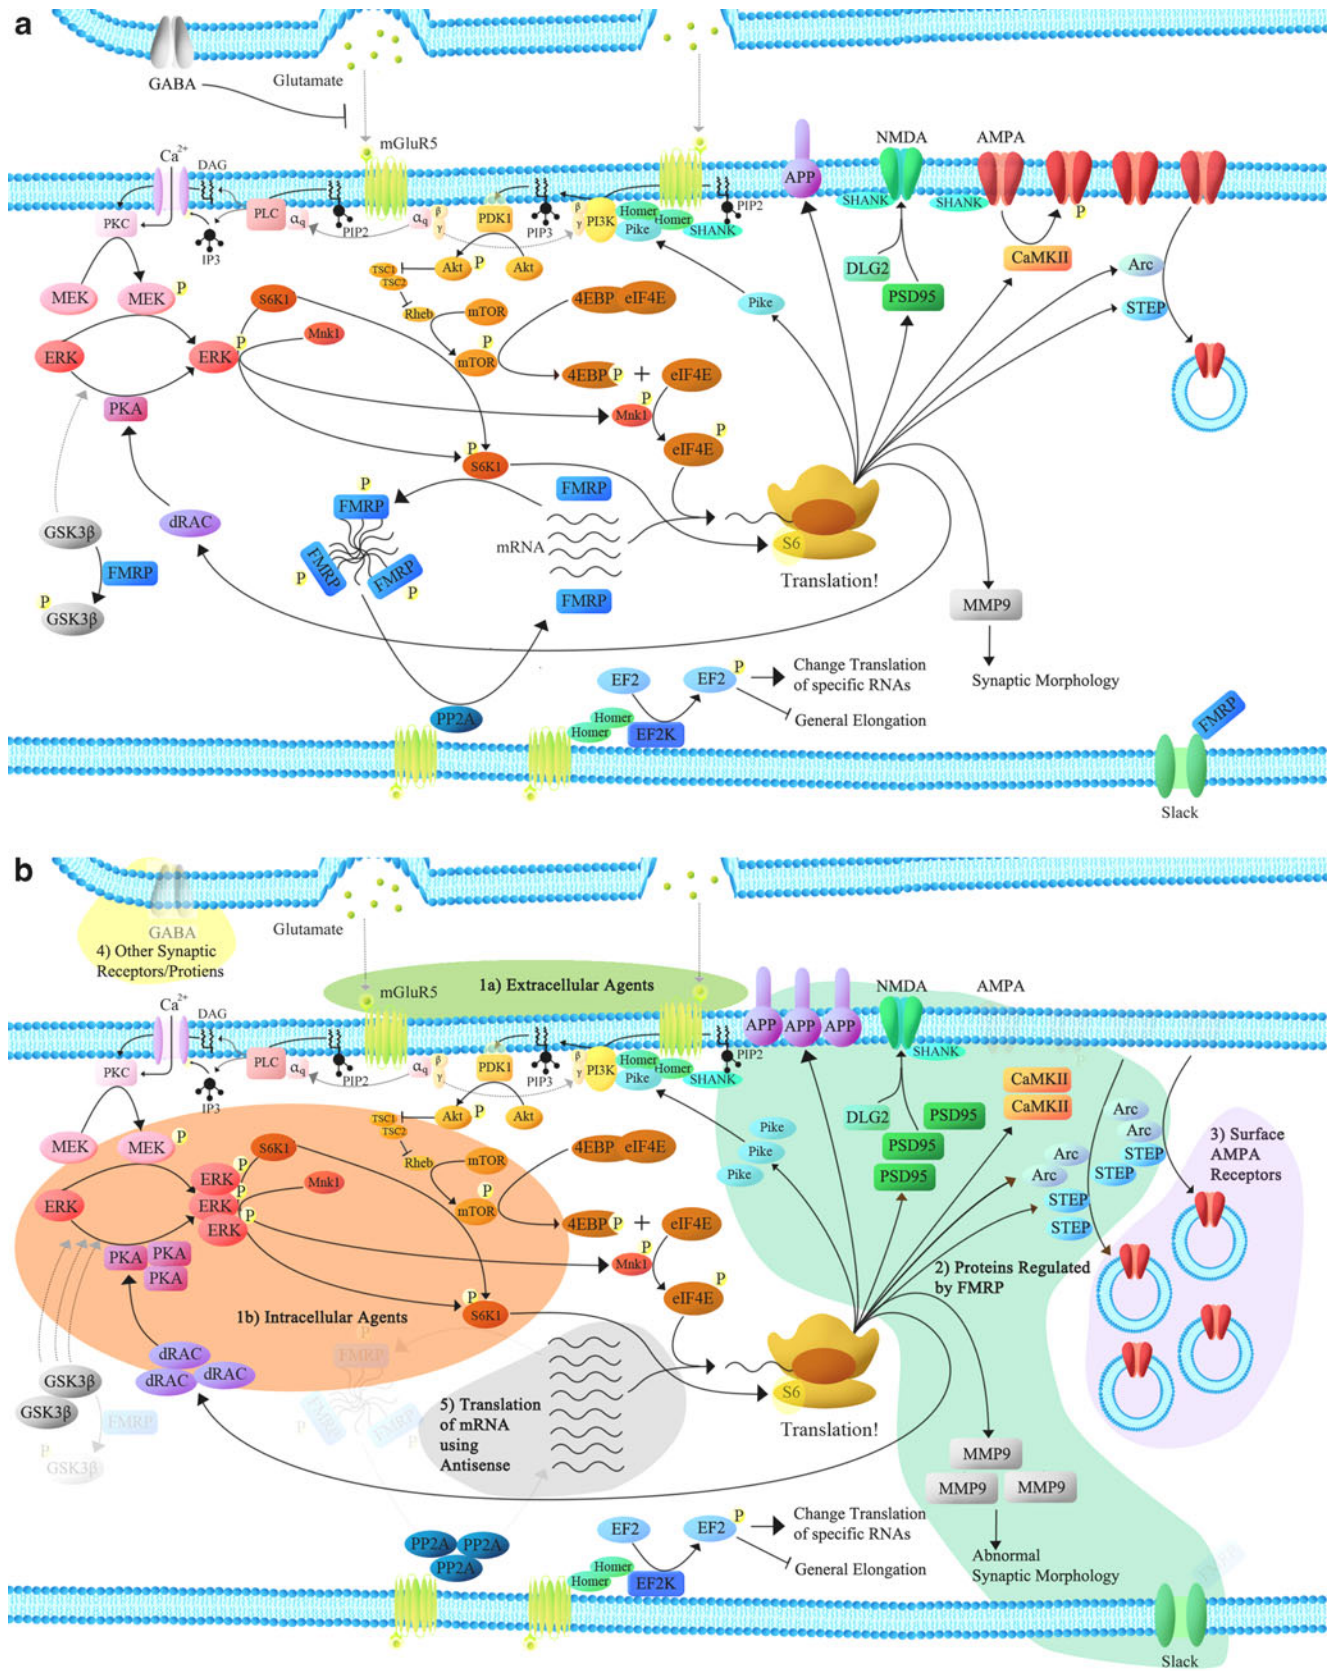 a
GABA
Glutamate
mGluR5
Ca2+
DAG
NMDA
AMPA
APP
SHANK
SHANK
PKC
PLC
αq
PIP2
αq
β
γ
PDK1
PIP3
β
γ
PI3K
Homer
Homer
Pike
SHANK
PIP2
IP3
P
DLG2
CaMKII
Arc
MEK
MEK
P
S6K1
TSC1
TSC2
Akt
P
Akt
Rheb
mTOR
4EBP
eIF4E
Pike
PSD95
STEP
ERK
ERK
P
Mnk1
P
mTOR
4EBP
P
+
eIF4E
PKA
P
Mnk1
P
eIF4E
P
S6K1
P
FMRP
FMRP
GSK3β
dRAC
mRNA
S6
FMRP
P
FMRP
P
FMRP
P
GSK3β
FMRP
Translation!
MMP9
Synaptic Morphology
PP2A
EF2
EF2
P
Change Translation
of specific RNAs
General Elongation
Homer
Homer
EF2K
FMRP
Slack
b
GABA
4) Other Synaptic
Receptors/Protiens
Glutamate
1a) Extracellular Agents
mGluR5
Ca2+
DAG
NMDA
AMPA
APP
APP
APP
SHANK
PKC
PLC
αq
PIP2
αq
β
γ
PDK1
PIP3
β
γ
PI3K
Homer
Homer
Pike
SHANK
PIP2
IP3
P
CaMKII
CaMKII
MEK
MEK
P
S6K1
TSC1
TSC2
Akt
P
Akt
Rheb
mTOR
4EBP
eIF4E
Pike
Pike
Pike
DLG2
PSD95
PSD95
PSD95
Arc
Arc
Arc
Arc
STEP
STEP
STEP
STEP
3) Surface
AMPA
Receptors
ERK
ERK
P
ERK
P
ERK
P
Mnk1
P
mTOR
4EBP
P
+
eIF4E
PKA
PKA
PKA
P
Mnk1
P
eIF4E
2) Proteins Regulated
by FMRP
1b) Intracellular Agents
P
S6K1
dRAC
dRAC
dRAC
P
FMRP
GSK3β
GSK3β
FMRP
P
GSK3β
P
FMRP
FMRP
P
5) Translation
of mRNA
using
Antisense
S6
Translation!
MMP9
MMP9
MMP9
Abnormal
Synaptic Morphology
PP2A
PP2A
PP2A
EF2
EF2
P
Change Translation
of specific RNAs
General Elongation
Homer
Homer
EF2K
FMRP
Slack